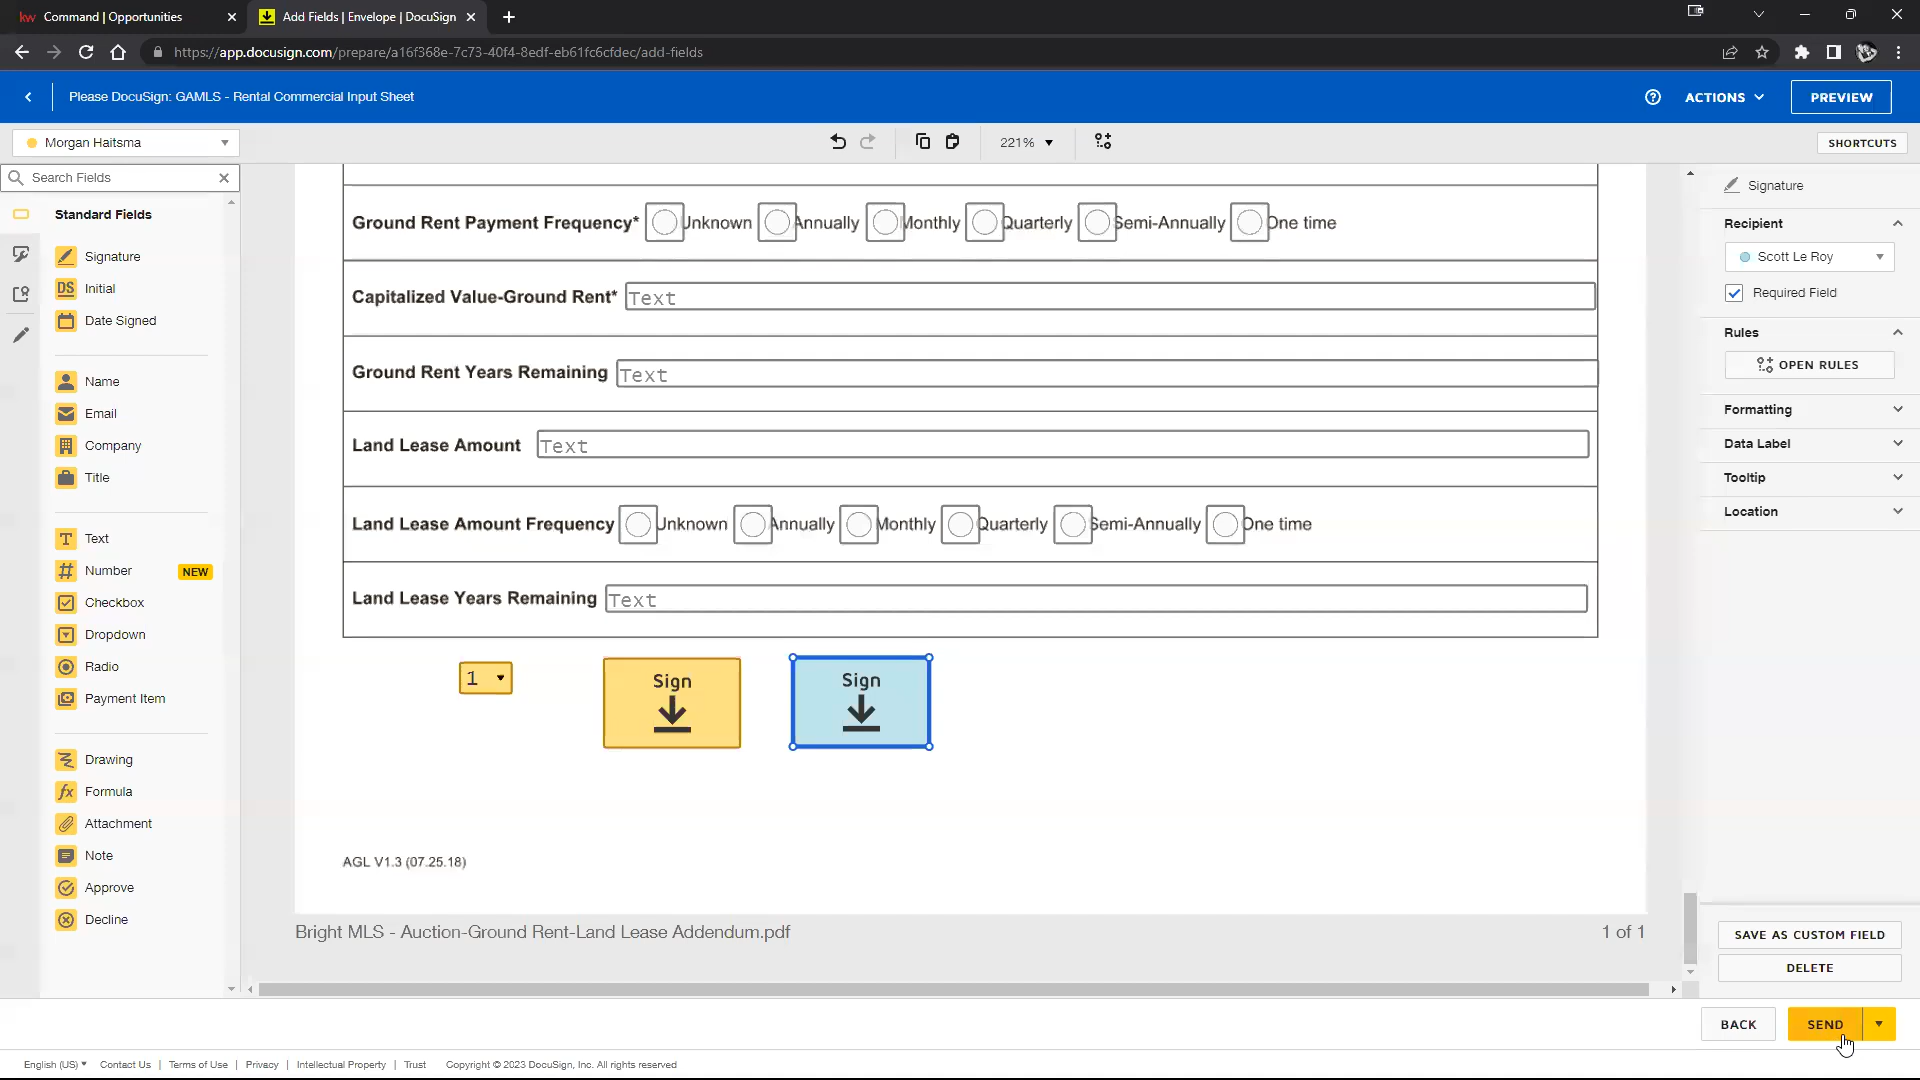 kw Command | Opportunities
Add Fields | Envelope | DocuSign
https://app.docusign.com/prepare/a16f368e-7c73-40f4-8edf-eb61fc6cfdec/add-fields
Please DocuSign: GAMLS - Rental Commercial Input Sheet
ACTIONS
PREVIEW
Morgan Haitsma
221%
SHORTCUTS
Search Fields
Standard Fields
Signature
DS Initial
Date Signed
Name
Email
Company
Title
T Text
Number NEW
Checkbox
Dropdown
Radio
Payment Item
Drawing
fx Formula
Attachment
Note
Approve
Decline
Ground Rent Payment Frequency* Unknown Annually Monthly Quarterly Semi-Annually One time
Capitalized Value-Ground Rent* Text
Ground Rent Years Remaining Text
Land Lease Amount Text
Land Lease Amount Frequency Unknown Annually Monthly Quarterly Semi-Annually One time
Land Lease Years Remaining Text
1
Sign
Sign
AGL V1.3 (07.25.18)
Bright MLS - Auction-Ground Rent-Land Lease Addendum.pdf
1 of 1
Signature
Recipient
Scott Le Roy
Required Field
Rules
OPEN RULES
Formatting
Data Label
Tooltip
Location
SAVE AS CUSTOM FIELD
DELETE
BACK
SEND
English (US) Contact Us | Terms of Use | Privacy | Intellectual Property | Trust Copyright © 2023 DocuSign, Inc. All rights reserved